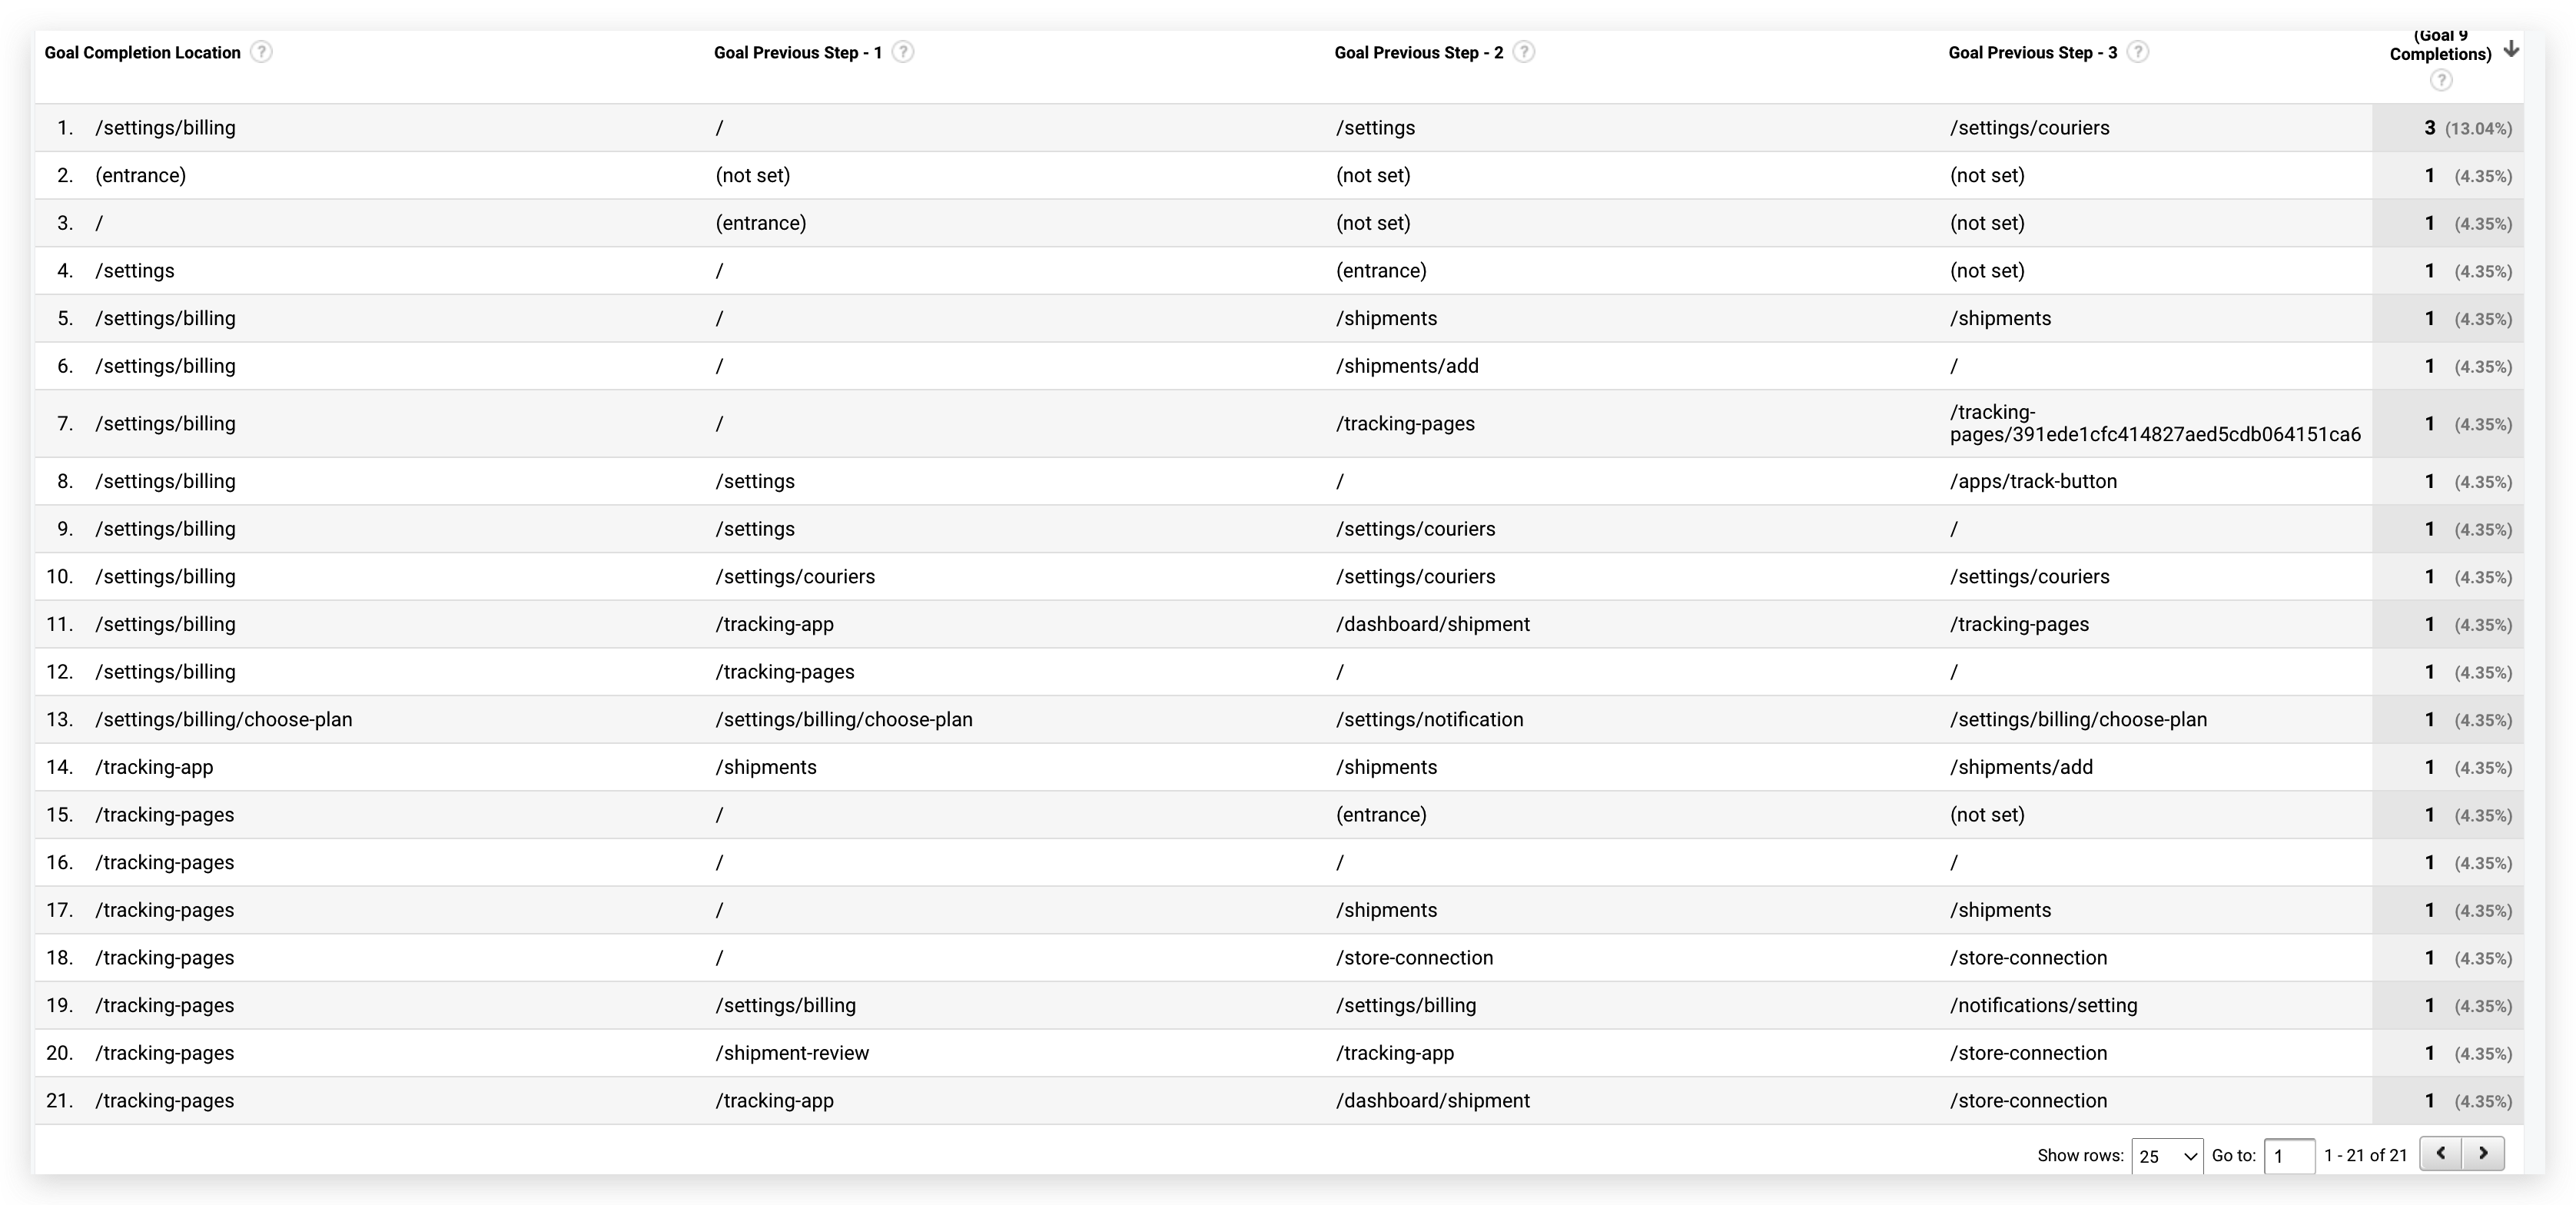 (Goal 9
Goal Completion Location ? Goal Previous Step - 1 ? Goal Previous Step - 2 ? Goal Previous Step - 3 ? Completions)
?
1. /settings/billing / /settings /settings/couriers 3 (13.04%)
2. (entrance) (not set) (not set) (not set) 1 (4.35%)
3. / (entrance) (not set) (not set) 1 (4.35%)
4. /settings / (entrance) (not set) 1 (4.35%)
5. /settings/billing / /shipments /shipments 1 (4.35%)
6. /settings/billing / /shipments/add / 1 (4.35%)
7. /settings/billing / /tracking-pages /tracking-
pages/391ede1cfc414827aed5cdb064151ca6 1 (4.35%)
8. /settings/billing /settings / /apps/track-button 1 (4.35%)
9. /settings/billing /settings /settings/couriers / 1 (4.35%)
10. /settings/billing /settings/couriers /settings/couriers /settings/couriers 1 (4.35%)
11. /settings/billing /tracking-app /dashboard/shipment /tracking-pages 1 (4.35%)
12. /settings/billing /tracking-pages / / 1 (4.35%)
13. /settings/billing/choose-plan /settings/billing/choose-plan /settings/notification /settings/billing/choose-plan 1 (4.35%)
14. /tracking-app /shipments /shipments /shipments/add 1 (4.35%)
15. /tracking-pages / (entrance) (not set) 1 (4.35%)
16. /tracking-pages / / / 1 (4.35%)
17. /tracking-pages / /shipments /shipments 1 (4.35%)
18. /tracking-pages / /store-connection /store-connection 1 (4.35%)
19. /tracking-pages /settings/billing /settings/billing /notifications/setting 1 (4.35%)
20. /tracking-pages /shipment-review /tracking-app /store-connection 1 (4.35%)
21. /tracking-pages /tracking-app /dashboard/shipment /store-connection 1 (4.35%)
Show rows: 25 Go to: 1 1 - 21 of 21